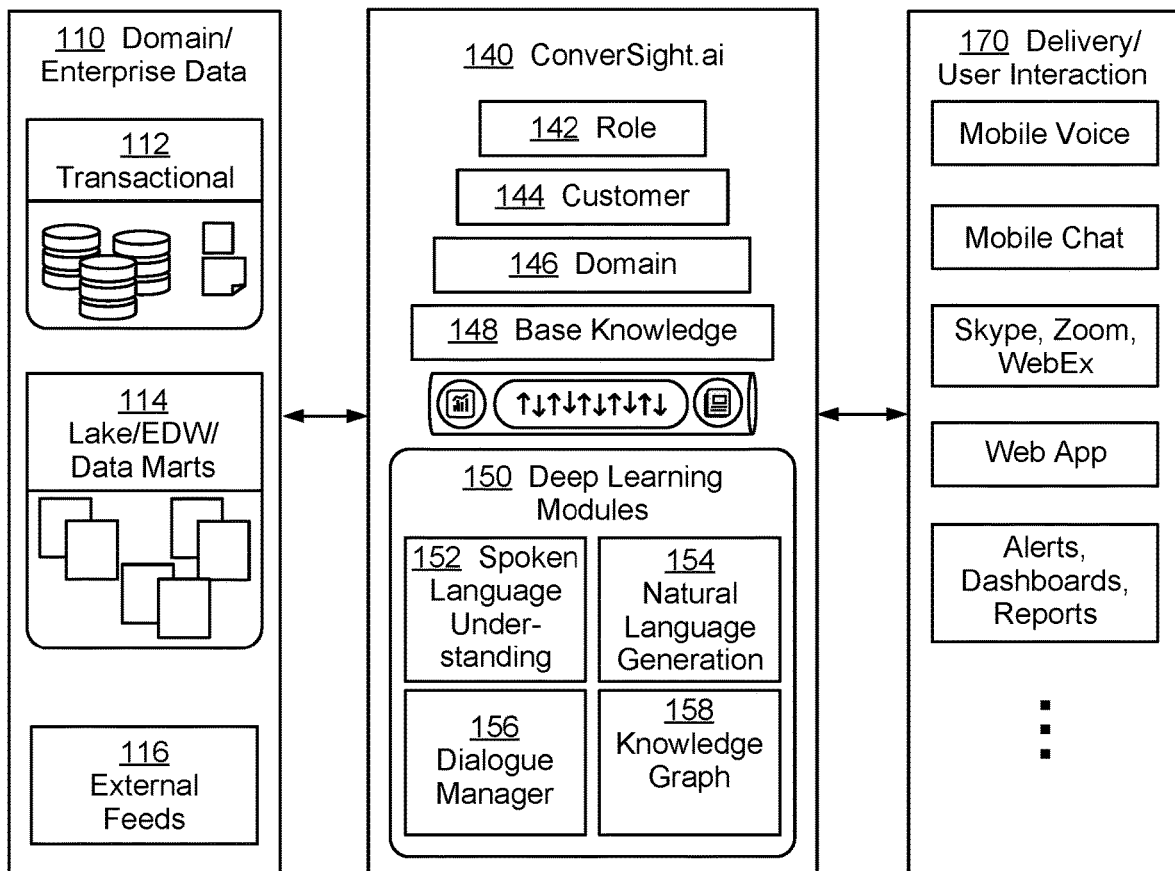 110 Domain/
Enterprise Data
112
Transactional
114
Lake/EDW/
Data Marts
116
External
Feeds
140 ConverSight.ai
142 Role
144 Customer
146 Domain
148 Base Knowledge
150 Deep Learning
Modules
152 Spoken
Language
Under-
standing
154
Natural
Language
Generation
156
Dialogue
Manager
158
Knowledge
Graph
170 Delivery/
User Interaction
Mobile Voice
Mobile Chat
Skype, Zoom,
WebEx
Web App
Alerts,
Dashboards,
Reports